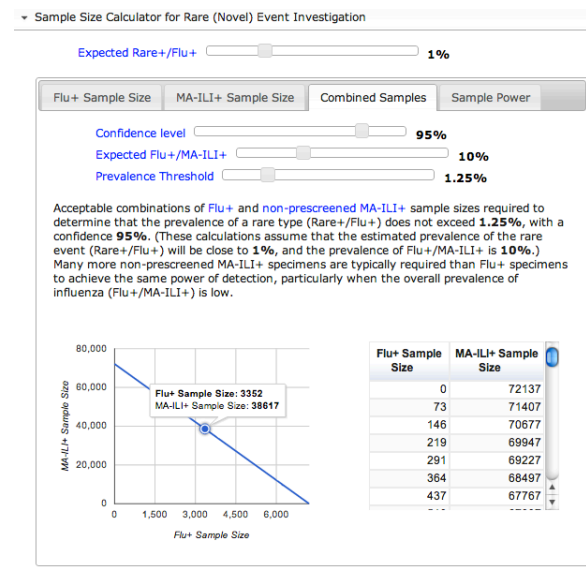 Sample Size Calculator for Rare (Novel) Event Investigation
Expected Rare+/Flu+ 1%
Flu+ Sample Size MA-ILI+ Sample Size Combined Samples Sample Power
Confidence level 95%
Expected Flu+/MA-ILI+ 10%
Prevalence Threshold 1.25%
Acceptable combinations of Flu+ and non-prescreened MA-ILI+ sample sizes required to
determine that the prevalence of a rare type (Rare+/Flu+) does not exceed 1.25%, with a
confidence 95%. (These calculations assume that the estimated prevalence of the rare
event (Rare+/Flu+) will be close to 1%, and the prevalence of Flu+/MA-ILI+ is 10%.)
Many more non-prescreened MA-ILI+ specimens are typically required than Flu+ specimens
to achieve the same power of detection, particularly when the overall prevalence of
influenza (Flu+/MA-ILI+) is low.
80,000
60,000
40,000
20,000
0
MA-ILI+ Sample Size
Flu+ Sample Size: 3352
MA-ILI+ Sample Size: 38617
0 1,500 3,000 4,500 6,000
Flu+ Sample Size
Flu+ Sample Size MA-ILI+ Sample Size
0 72137
73 71407
146 70677
219 69947
291 69227
364 68497
437 67767